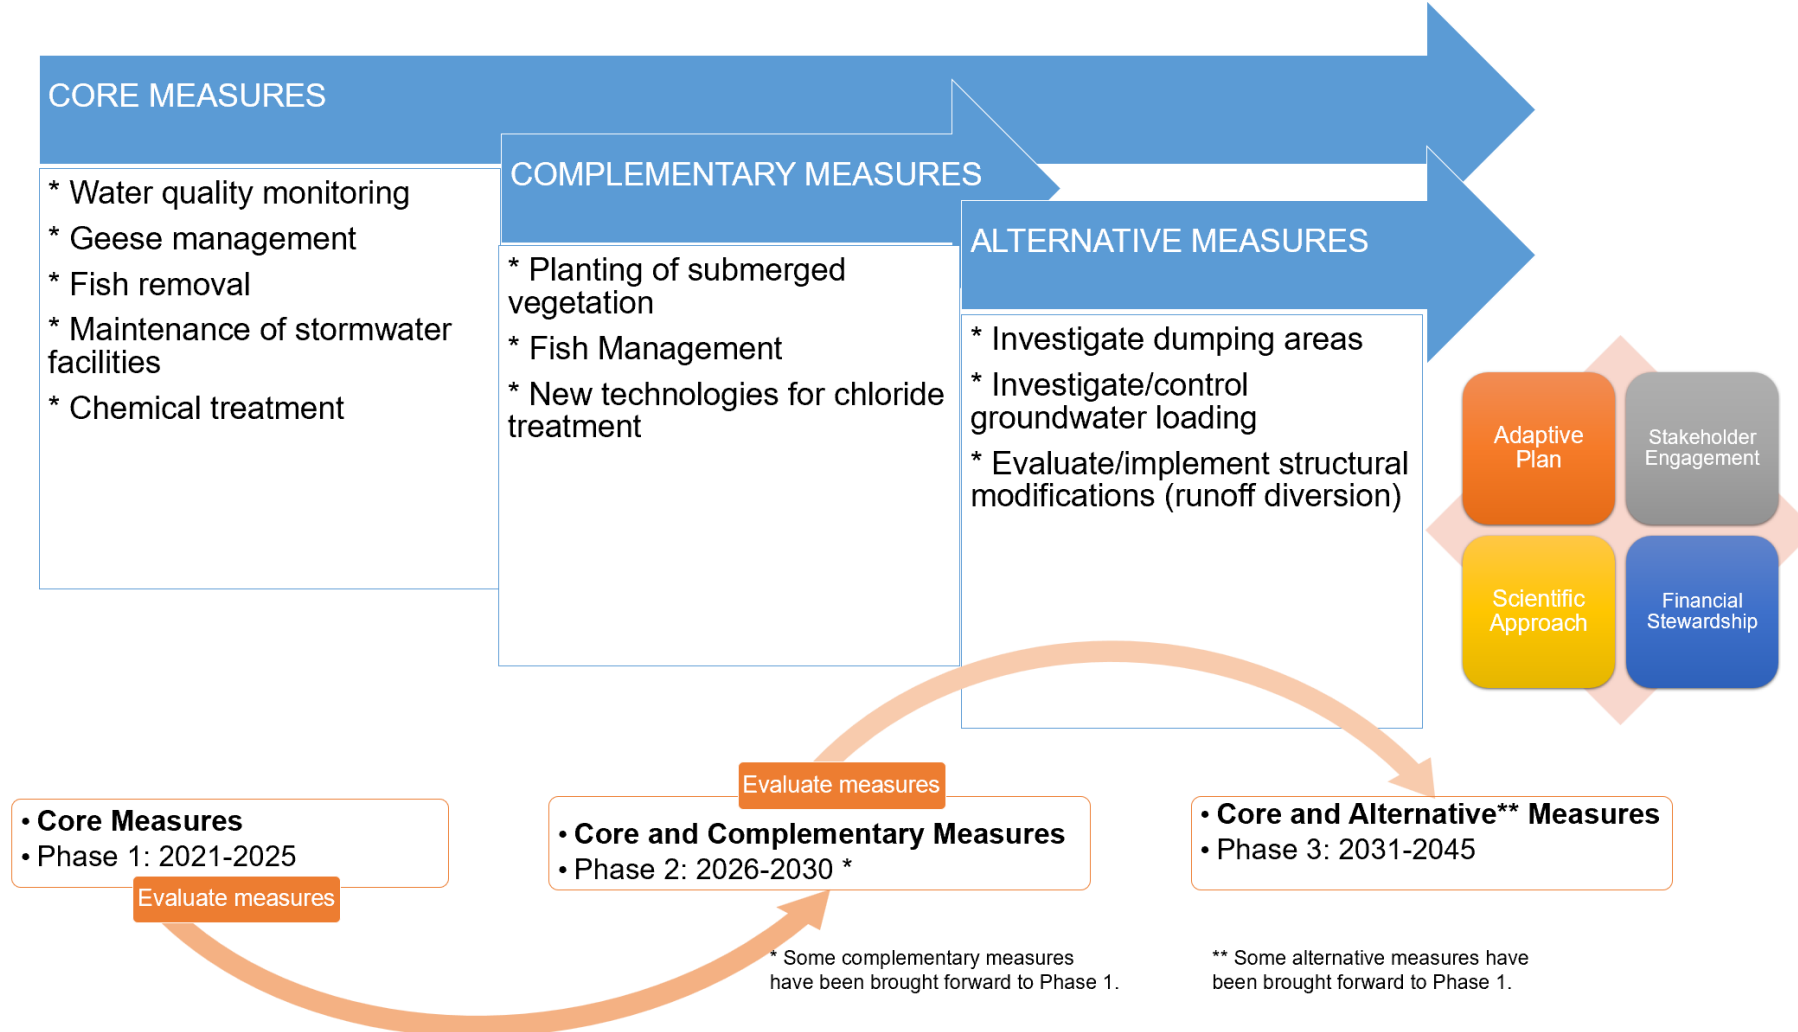 CORE MEASURES
* Water quality monitoring
* Geese management
* Fish removal
* Maintenance of stormwater
facilities
* Chemical treatment
COMPLEMENTARY MEASURES
* Planting of submerged
vegetation
* Fish Management
* New technologies for chloride
treatment
ALTERNATIVE MEASURES
* Investigate dumping areas
* Investigate/control
groundwater loading
* Evaluate/implement structural
modifications (runoff diversion)
Adaptive
Plan
Stakeholder
Engagement
Scientific
Approach
Financial
Stewardship
• Core Measures
• Phase 1: 2021-2025
Evaluate measures
Evaluate measures
• Core and Complementary Measures
• Phase 2: 2026-2030 *
• Core and Alternative** Measures
• Phase 3: 2031-2045
* Some complementary measures
have been brought forward to Phase 1.
** Some alternative measures have
been brought forward to Phase 1.